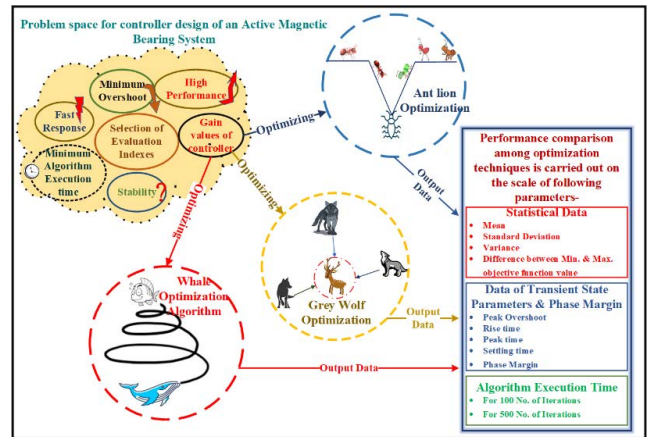 Problem space for controller design of an Active Magnetic
Bearing System
Minimum
Overshoot
High
Performance
Fast
Response
Selection of
Evaluation
Indexes
Gain
values of
controller
Minimum
Algorithm
Execution
time
Stability
?
Optimizing
Optimizing
Optimizing
Ant lion
Optimization
Output
Data
Grey Wolf
Optimization
Output
Data
Whale
Optimization
Algorithm
Output Data
Performance comparison
among optimization
techniques is carried out on
the scale of following
parameters-
Statistical Data
• Mean
• Standard Deviation
• Variance
• Difference between Min. & Max.
objective function value
Data of Transient State
Parameters & Phase Margin
• Peak Overshoot
• Rise time
• Peak time
• Settling time
• Phase Margin
Algorithm Execution Time
• For 100 No. of Iterations
• For 500 No. of Iterations